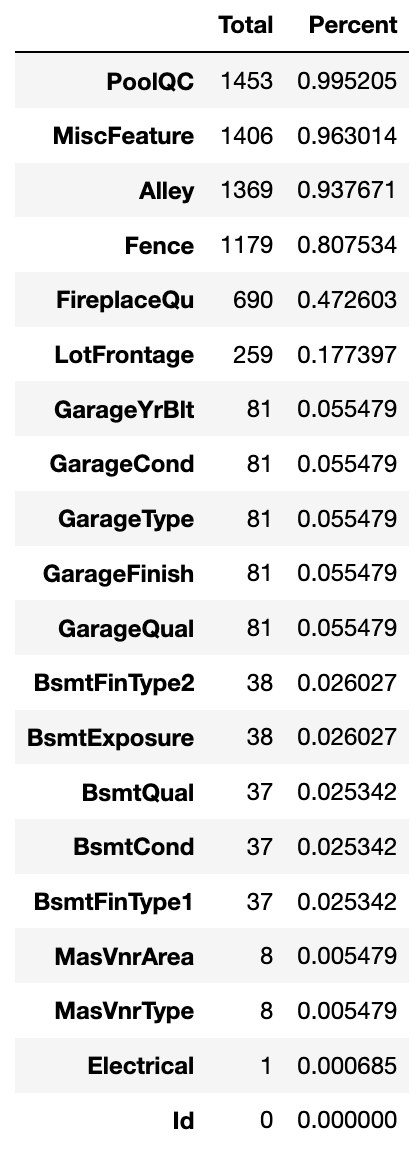 Total Percent
PoolQC 1453 0.995205
MiscFeature 1406 0.963014
Alley 1369 0.937671
Fence 1179 0.807534
FireplaceQu 690 0.472603
LotFrontage 259 0.177397
GarageYrBlt 81 0.055479
GarageCond 81 0.055479
GarageType 81 0.055479
GarageFinish 81 0.055479
GarageQual 81 0.055479
BsmtFinType2 38 0.026027
BsmtExposure 38 0.026027
BsmtQual 37 0.025342
BsmtCond 37 0.025342
BsmtFinType1 37 0.025342
MasVnrArea 8 0.005479
MasVnrType 8 0.005479
Electrical 1 0.000685
Id 0 0.000000